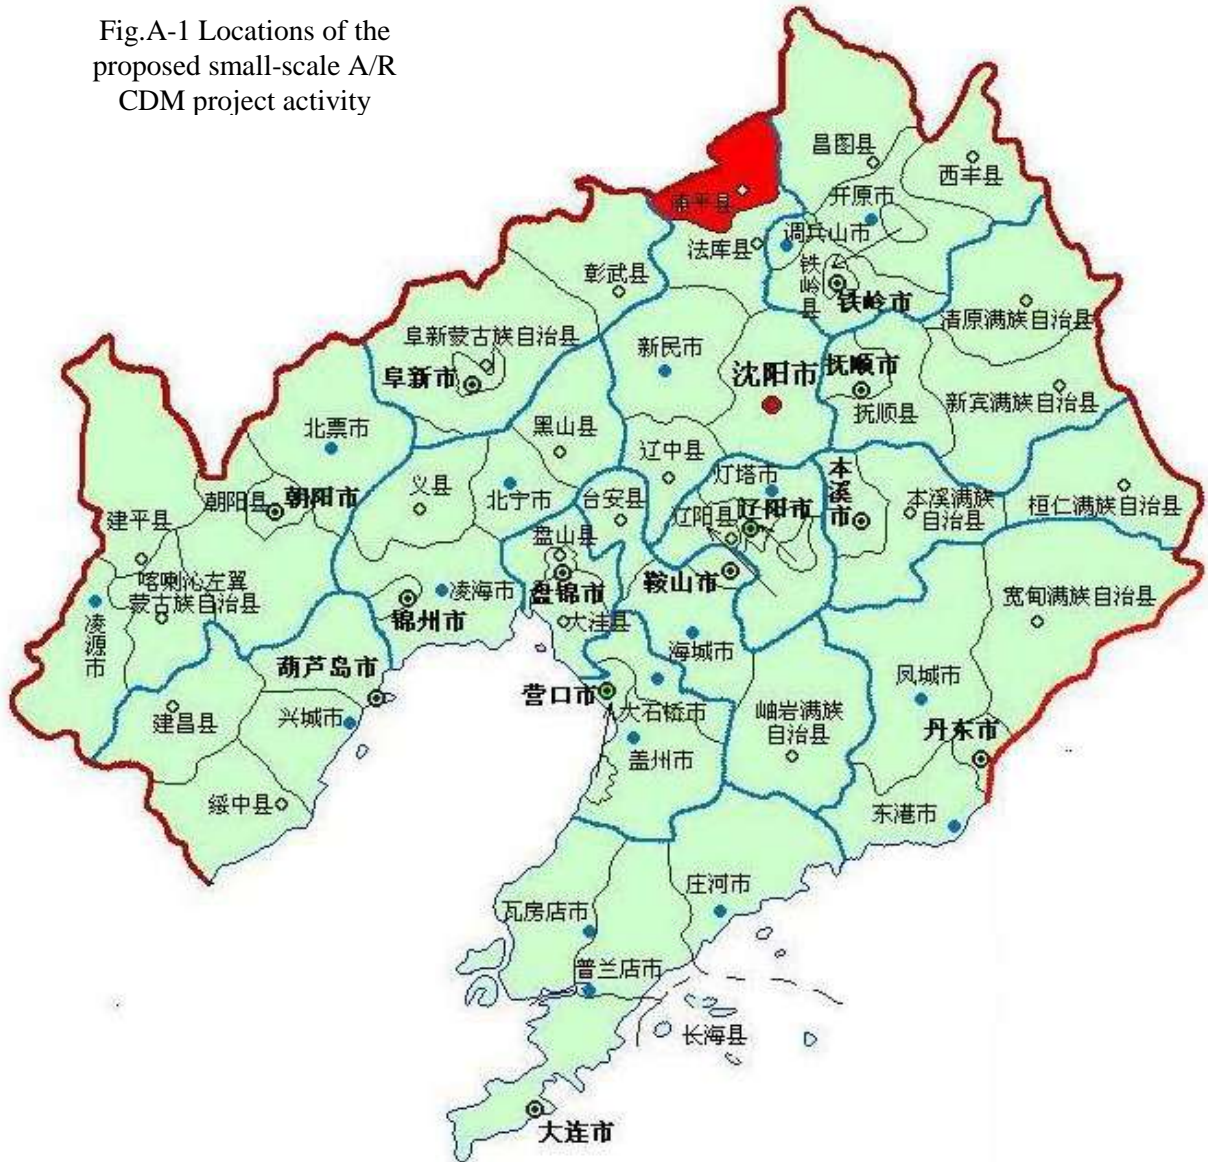 Fig.A-1 Locations of the
proposed small-scale A/R
CDM project activity
昌图县
西丰县
开原市
调兵山市
法库县
铁岭县
铁岭市
彰武县
清原满族自治县
阜新蒙古族自治县
阜新市
新民市
沈阳市
抚顺市
抚顺县
新宾满族自治县
北票市
黑山县
辽中县
灯塔市
本溪市
本溪满族
自治县
桓仁满族自治县
朝阳县
朝阳市
义县
北宁市
台安县
辽阳县
辽阳市
建平县
盘山县
盘锦市
鞍山市
喀喇沁左翼
蒙古族自治县
凌海市
锦州市
大洼县
宽甸满族自治县
凌源市
海城市
葫芦岛市
营口市
凤城市
建昌县
兴城市
大石桥市
岫岩满族
自治县
丹东市
盖州市
绥中县
东港市
庄河市
瓦房店市
普兰店市
长海县
大连市